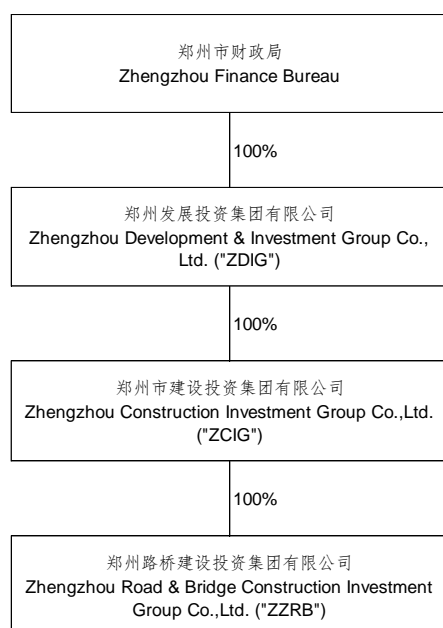 郑州市财政局
Zhengzhou Finance Bureau
100%
郑州发展投资集团有限公司
Zhengzhou Development & Investment Group Co.,
Ltd. ("ZDIG")
100%
郑州市建设投资集团有限公司
Zhengzhou Construction Investment Group Co.,Ltd.
("ZCIG")
100%
郑州路桥建设投资集团有限公司
Zhengzhou Road & Bridge Construction Investment
Group Co.,Ltd. ("ZZRB")